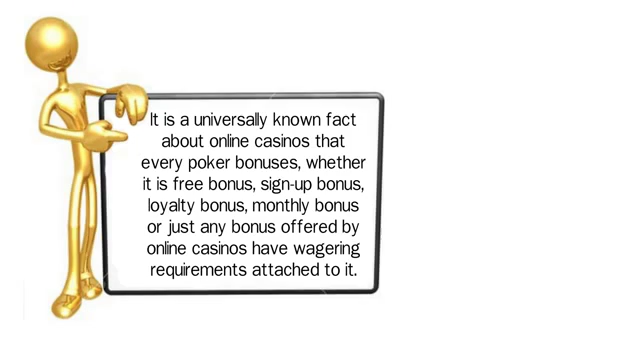 It is a universally known fact
about online casinos that
every poker bonuses, whether
it is free bonus, sign-up bonus,
loyalty bonus, monthly bonus
or just any bonus offered by
online casinos have wagering
requirements attached to it.